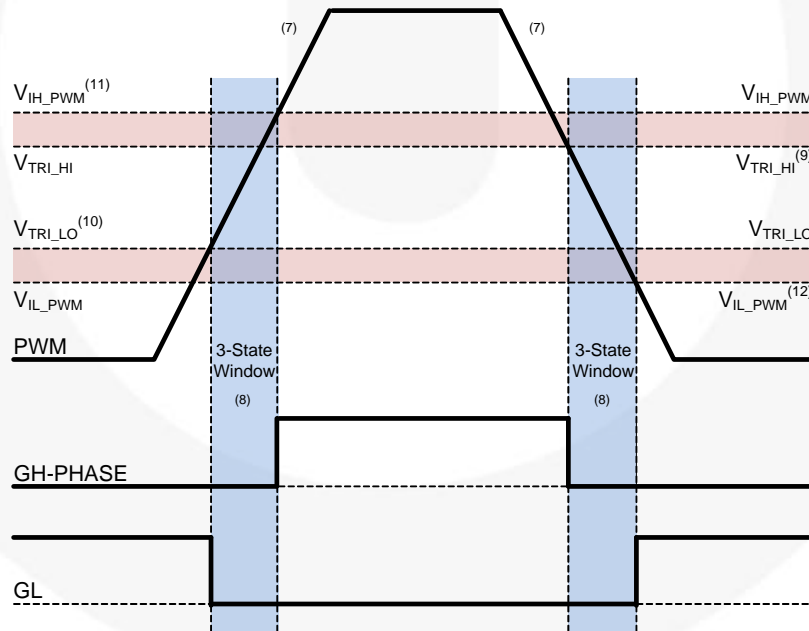 (7) (7)
V_IH_PWM^(11) V_IH_PWM
V_TRI_HI V_TRI_HI^(9)
V_TRI_LO^(10) V_TRI_LO
V_IL_PWM V_IL_PWM^(12)
PWM
3-State 3-State
Window Window
(8) (8)
GH-PHASE
GL